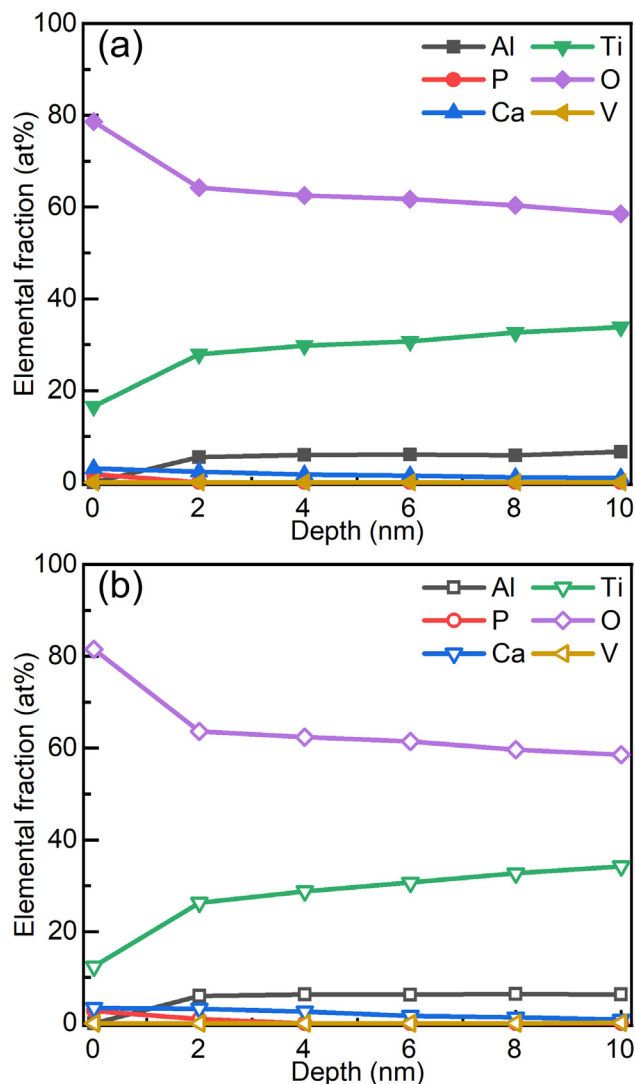 (a)
Al Ti
P O
Ca V
Elemental fraction (at%)
100
80
60
40
20
0
0 2 4 6 8 10
Depth (nm)
(b)
Al Ti
P O
Ca V
Elemental fraction (at%)
100
80
60
40
20
0
0 2 4 6 8 10
Depth (nm)